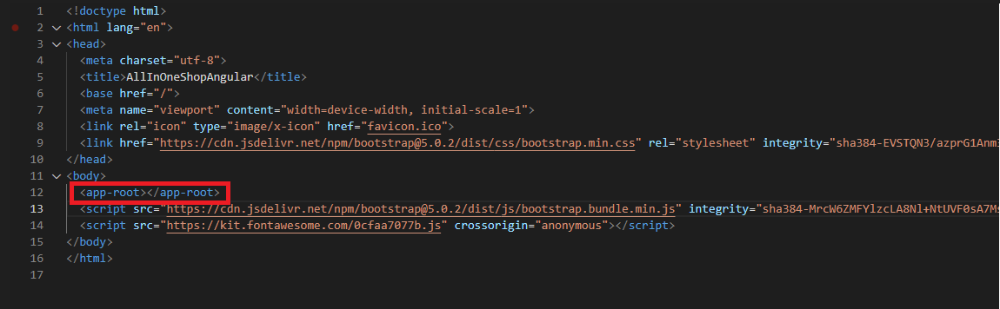 1 <!doctype html>
2 <html lang="en">
3 <head>
4 <meta charset="utf-8">
5 <title>AllInOneShopAngular</title>
6 <base href="/">
7 <meta name="viewport" content="width=device-width, initial-scale=1">
8 <link rel="icon" type="image/x-icon" href="favicon.ico">
9 <link href="https://cdn.jsdelivr.net/npm/bootstrap@5.0.2/dist/css/bootstrap.min.css" rel="stylesheet" integrity="sha384-EVSTQN3/azprG1Anm3
10 </head>
11 <body>
12 <app-root></app-root>
13 <script src="https://cdn.jsdelivr.net/npm/bootstrap@5.0.2/dist/js/bootstrap.bundle.min.js" integrity="sha384-MrcW6ZMFYlzcLA8Nl+NtUVF0sA7Ms
14 <script src="https://kit.fontawesome.com/0cfaa7077b.js" crossorigin="anonymous"></script>
15 </body>
16 </html>
17